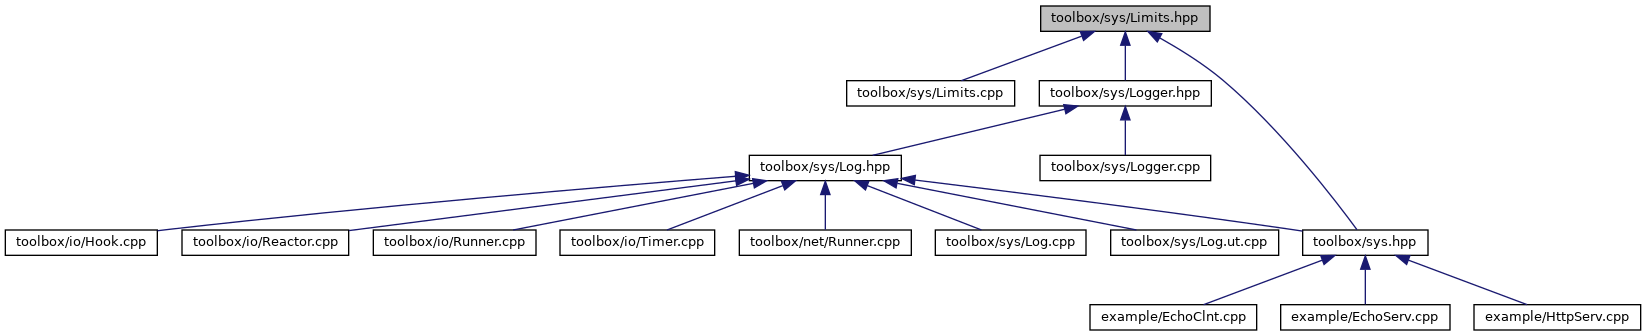 toolbox/sys/Limits.hpp
toolbox/sys/Limits.cpp
toolbox/sys/Logger.hpp
toolbox/sys/Log.hpp
toolbox/sys/Logger.cpp
toolbox/io/Hook.cpp
toolbox/io/Reactor.cpp
toolbox/io/Runner.cpp
toolbox/io/Timer.cpp
toolbox/net/Runner.cpp
toolbox/sys/Log.cpp
toolbox/sys/Log.ut.cpp
toolbox/sys.hpp
example/EchoClnt.cpp
example/EchoServ.cpp
example/HttpServ.cpp